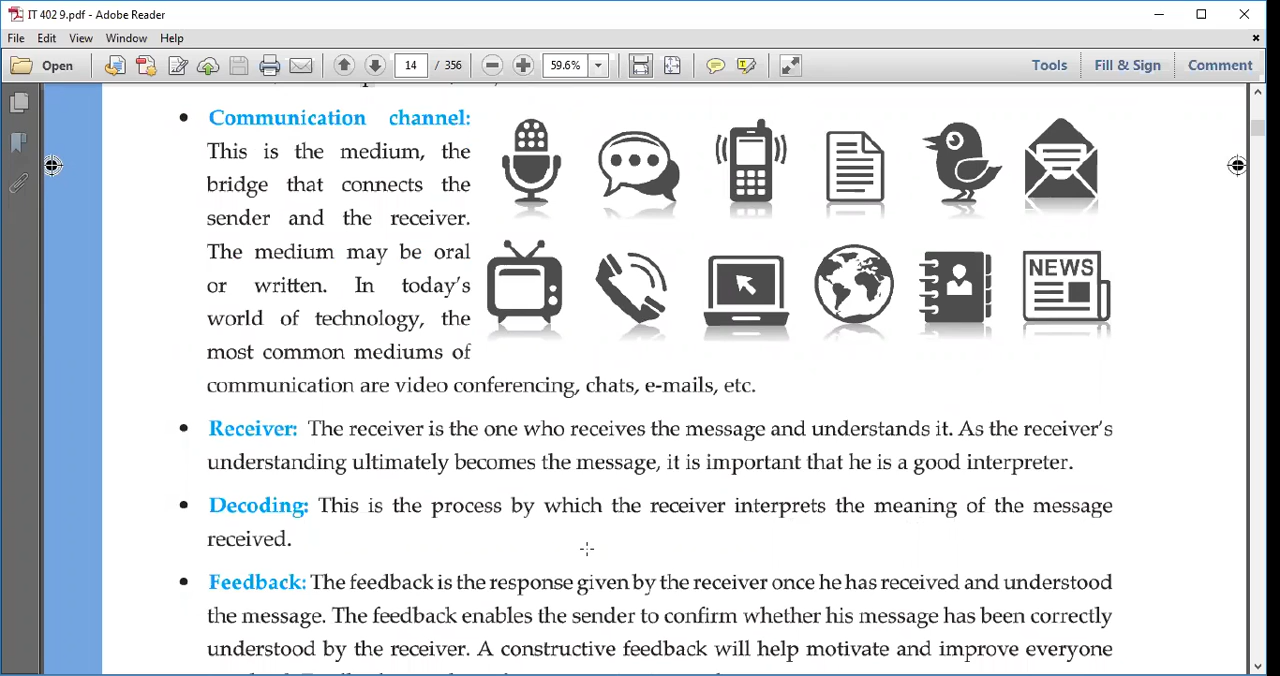 IT 402 9.pdf - Adobe Reader
File Edit View Window Help
Open 14 / 356 59.6% Tools Fill & Sign Comment
• Communication channel:
This is the medium, the
bridge that connects the
sender and the receiver.
The medium may be oral
or written. In today's
world of technology, the
most common mediums of
communication are video conferencing, chats, e-mails, etc.
NEWS
• Receiver: The receiver is the one who receives the message and understands it. As the receiver's
understanding ultimately becomes the message, it is important that he is a good interpreter.
• Decoding: This is the process by which the receiver interprets the meaning of the message
received.
• Feedback: The feedback is the response given by the receiver once he has received and understood
the message. The feedback enables the sender to confirm whether his message has been correctly
understood by the receiver. A constructive feedback will help motivate and improve everyone